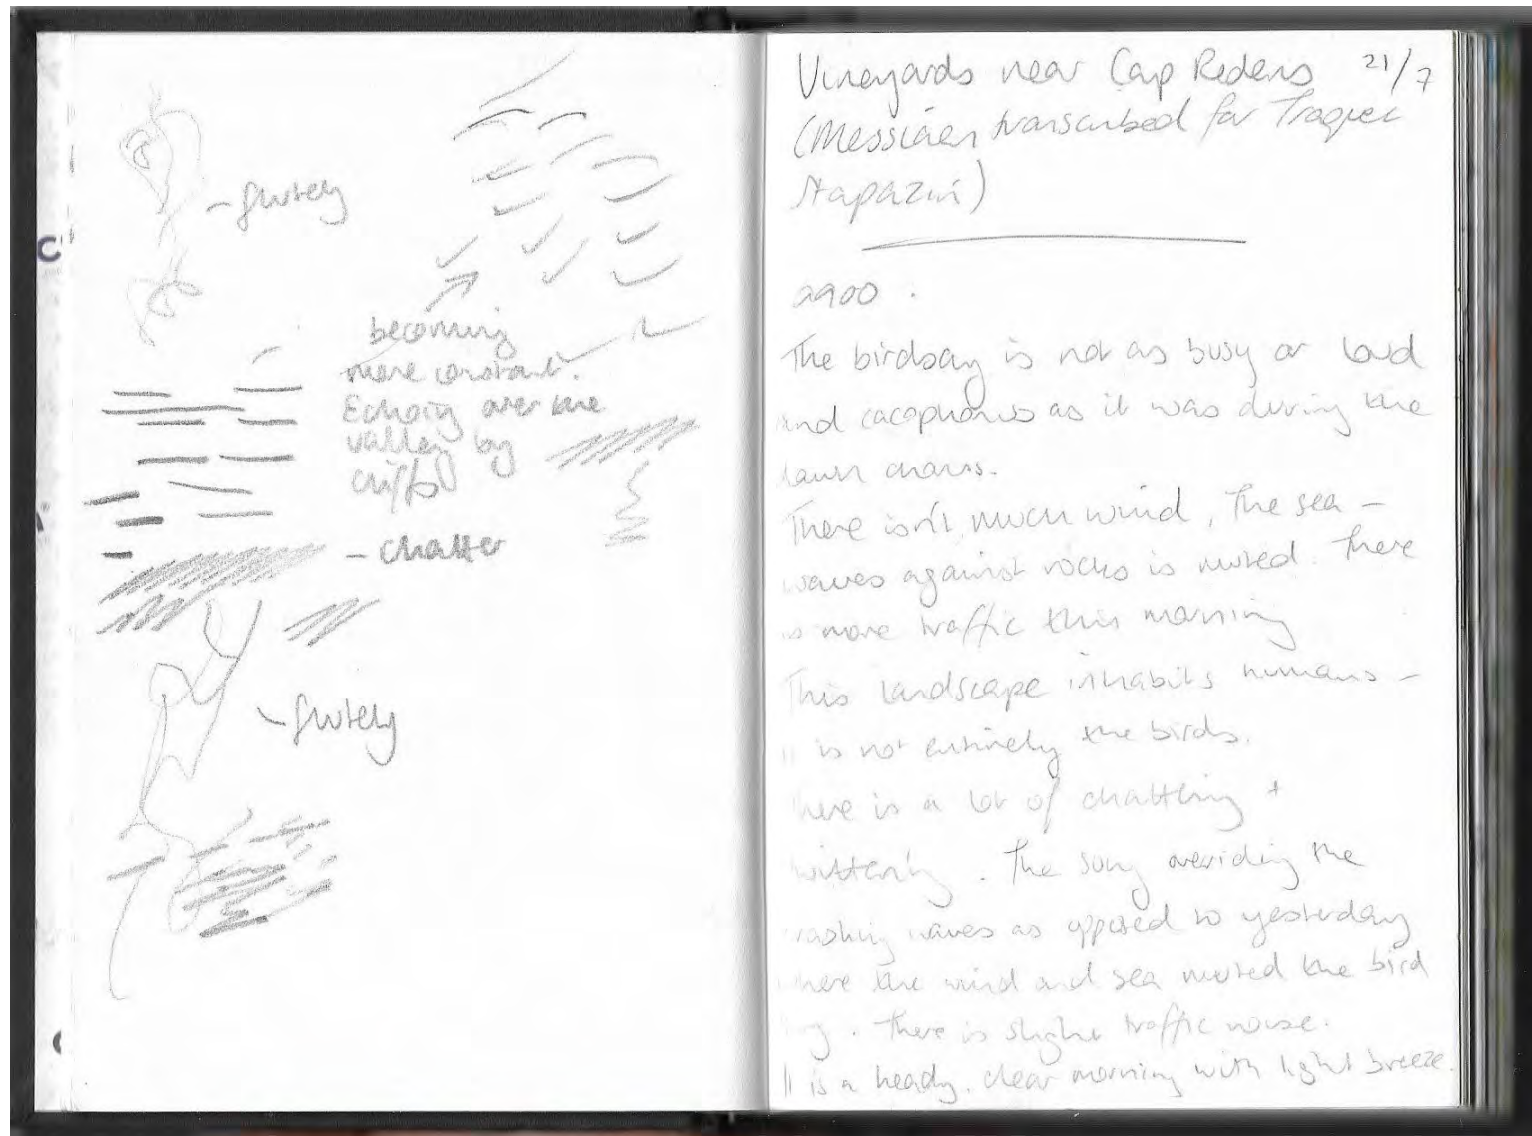 - flutely
becoming
more constant.
Echoing over the
valley by
cliffs
- chatter
- flutely
Vineyards near Cap Redens 21/7
(Messiaen transcribed for Traquet
Stapazin)
0900 .
The birdsong is not as busy or loud
and cacophonous as it was during the
dawn chorus.
There isn't much wind, The sea -
waves against rocks is muted. There
is more traffic this morning
This landscape inhabits humans -
It is not entirely the birds.
There is a lot of chattling +
twittering. The song overriding the
crashing waves as opposed to yesterday
where the wind and sea muted the bird
song. There is slight traffic noise.
It is a heady, clear morning with light breeze.